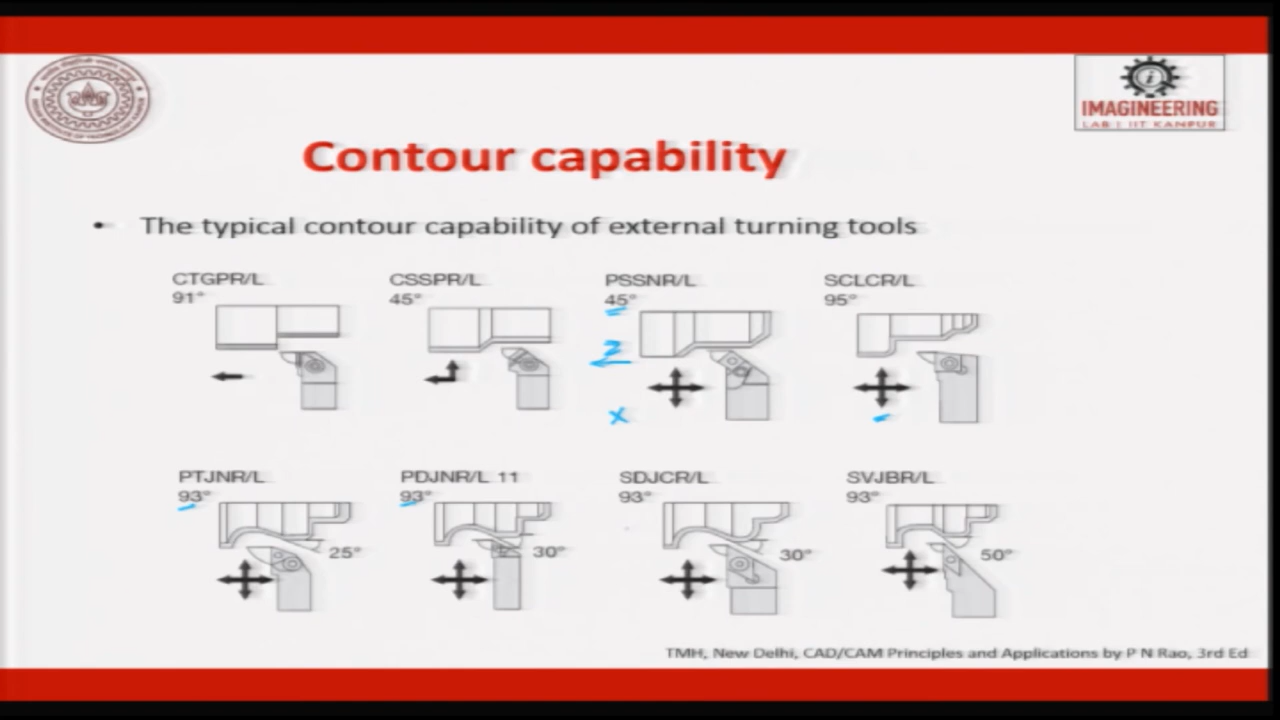 IMAGINEERING
LAB | IIT KANPUR
Contour capability
• The typical contour capability of external turning tools
CTGPR/L CSSPR/L PSSNR/L SCLCR/L
91° 45° 45° 95°
Z
X
PTJNR/L PDJNR/L 11 SDJCR/L SVJBR/L
93° 93° 93° 93°
25° 30° 30° 50°
TMH, New Delhi, CAD/CAM Principles and Applications by P N Rao, 3rd Ed